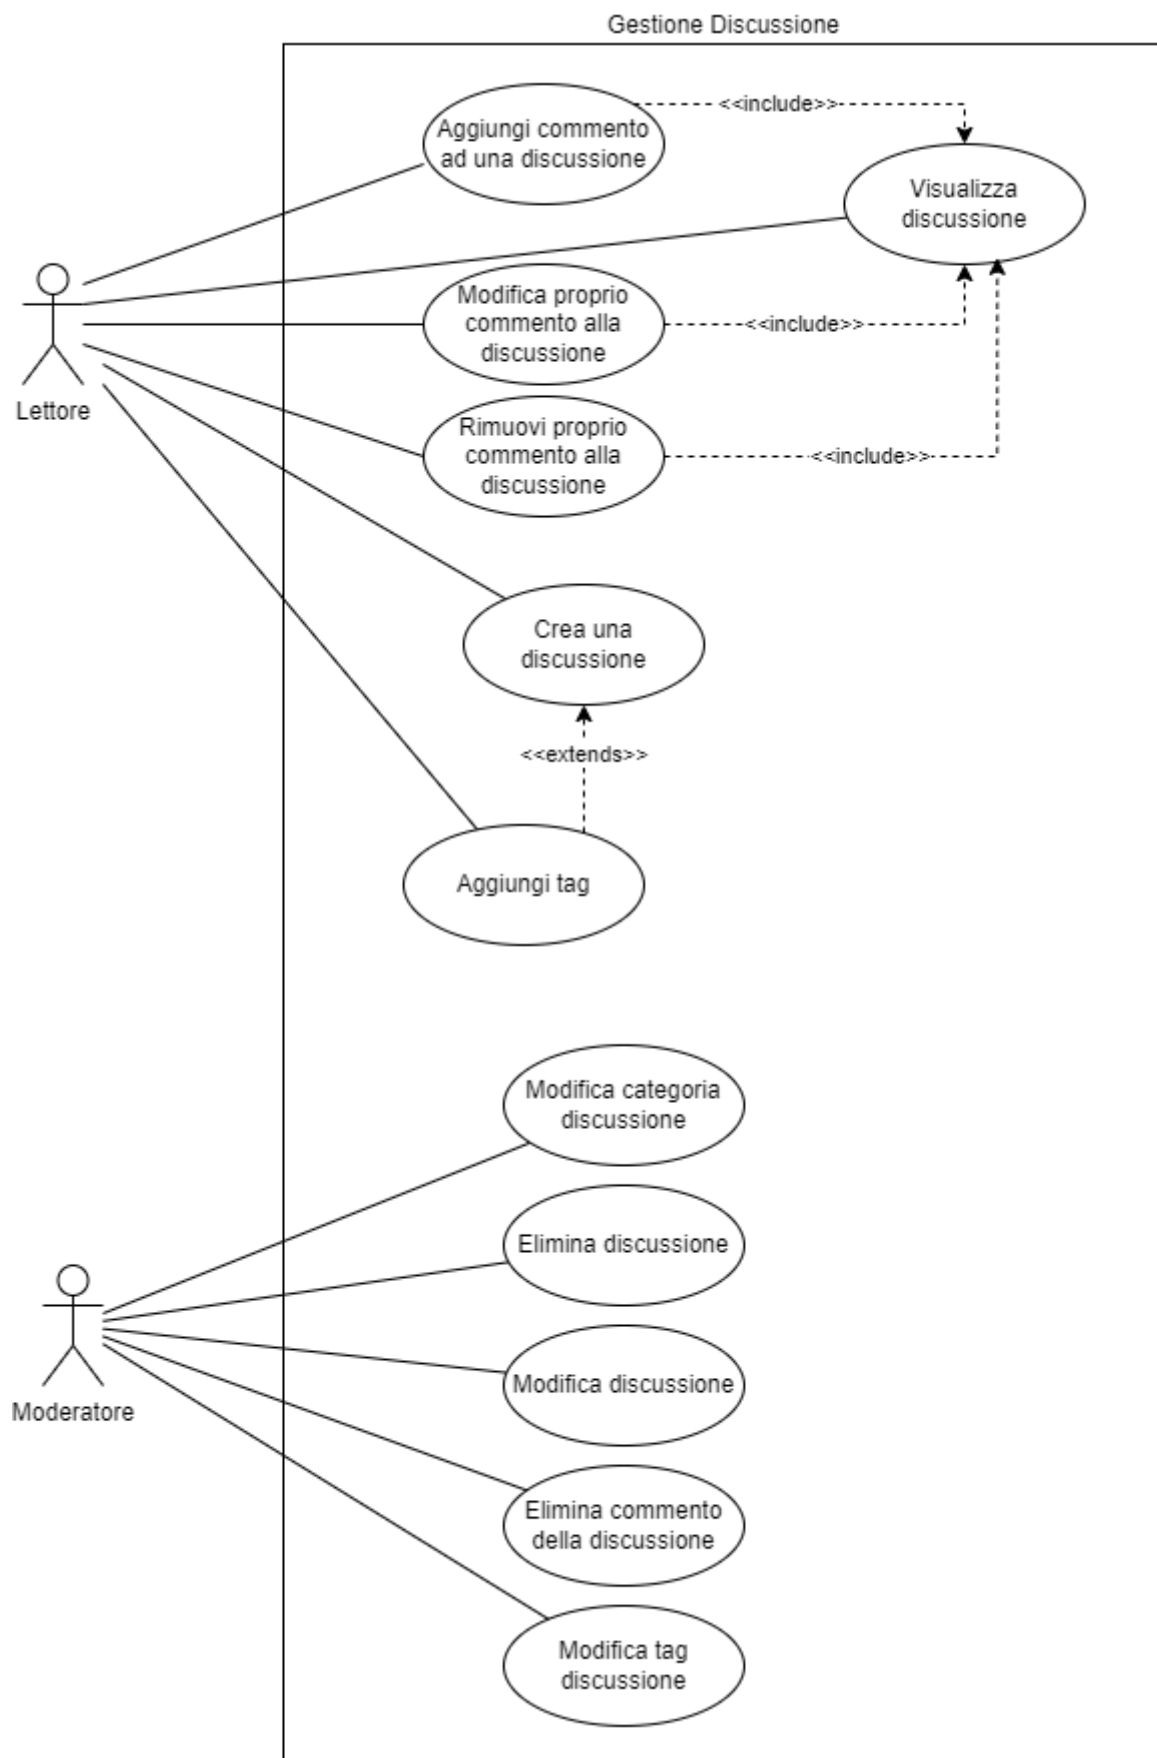 Gestione Discussione
Aggiungi commento
ad una discussione
<<include>>
Visualizza
discussione
Modifica proprio
commento alla
discussione
<<include>>
Lettore
Rimuovi proprio
commento alla
discussione
<<include>>
Crea una
discussione
<<extends>>
Aggiungi tag
Modifica categoria
discussione
Elimina discussione
Modifica discussione
Moderatore
Elimina commento
della discussione
Modifica tag
discussione